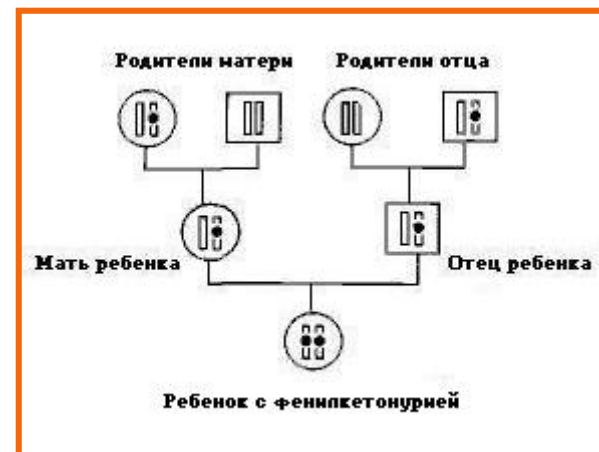 Родители матери Родители отца
Мать ребенка Отец ребенка
Ребенок с фенилкетонурией